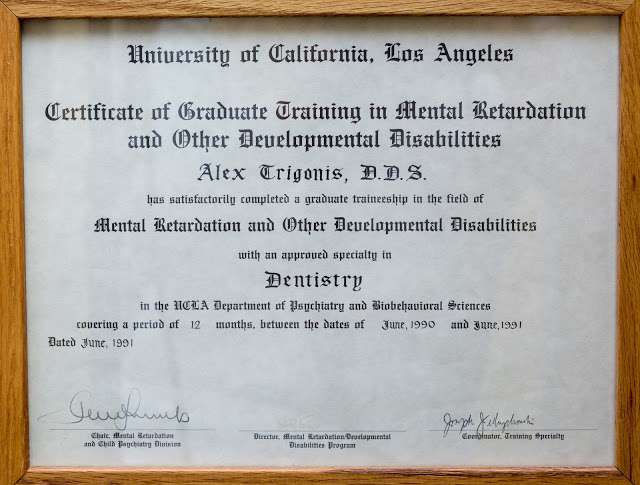 University of California, Los Angeles
Certificate of Graduate Training in Mental Retardation
and Other Developmental Disabilities
Alex Trigonis, D.D.S.
has satisfactorily completed a graduate traineeship in the field of
Mental Retardation and Other Developmental Disabilities
with an approved specialty in
Dentistry
in the UCLA Department of Psychiatry and Biobehavioral Sciences
covering a period of 12 months, between the dates of June, 1990 and June, 1991
Dated June, 1991
Chair, Mental Retardation
and Child Psychiatry Division
Director, Mental Retardation/Developmental
Disabilities Program
Joseph
Coordinator, Training Specialty